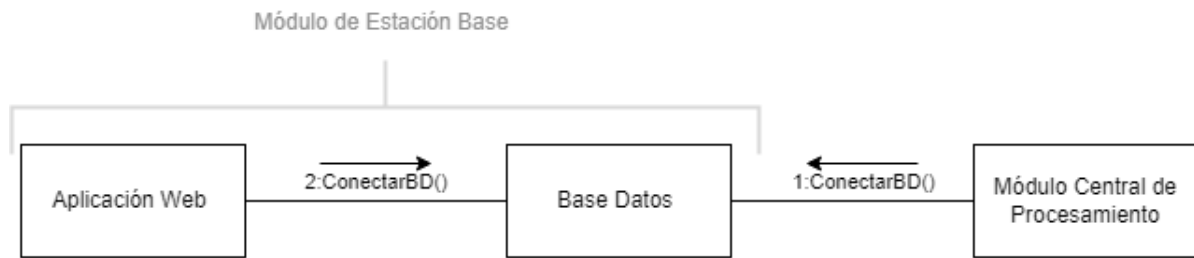 Módulo de Estación Base
2:ConectarBD()
1:ConectarBD()
Aplicación Web
Base Datos
Módulo Central de
Procesamiento